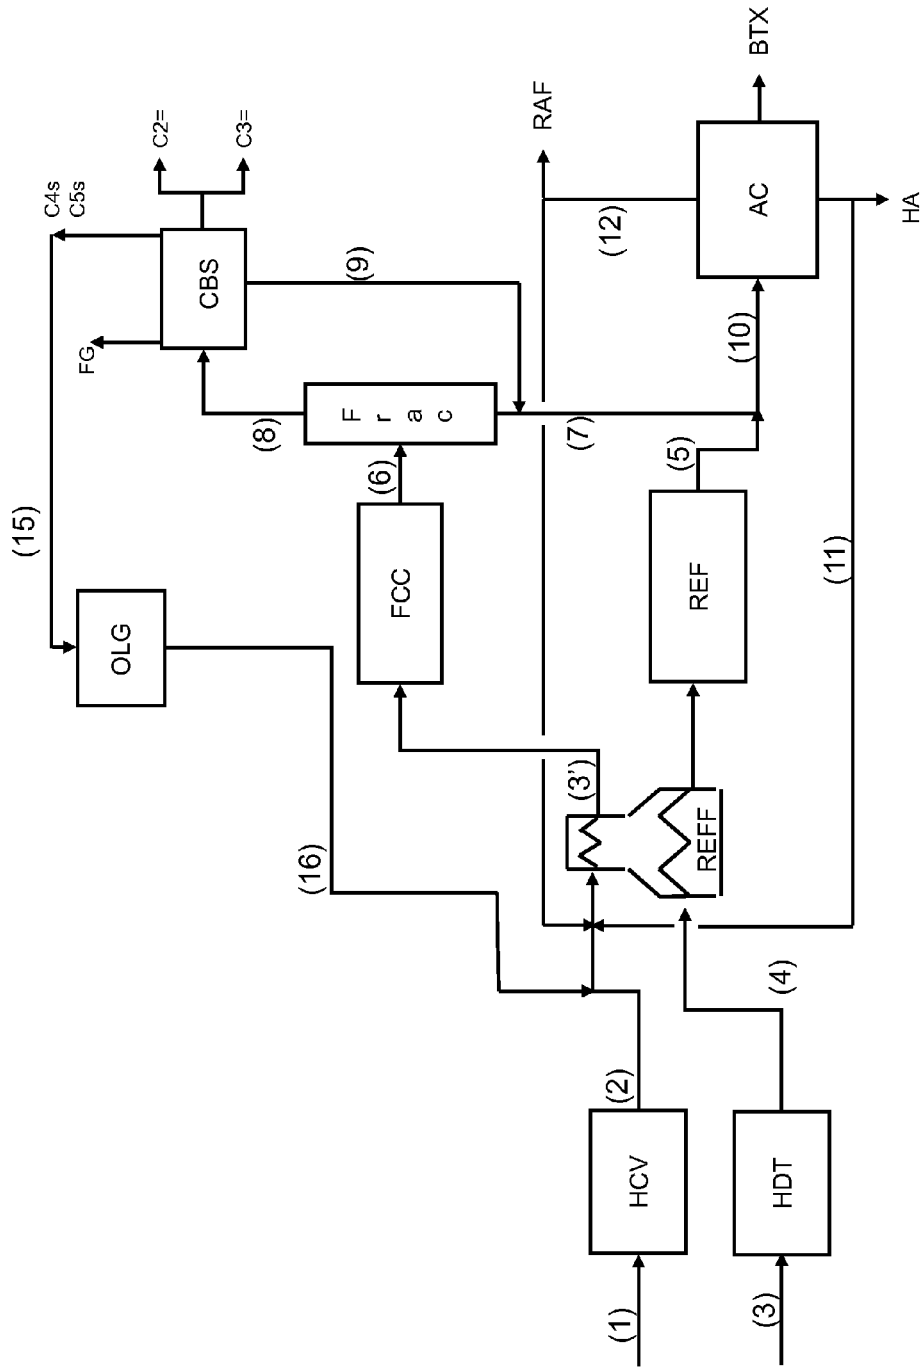 C4s
C5s
C2=
C3=
FG
CBS
(15)
OLG
(16)
(8)
(9)
F r a c
(6)
FCC
(7)
RAF
(12)
BTX
AC
HA
(10)
(5)
REF
(11)
(3')
REFF
(4)
(2)
HCV
(1)
HDT
(3)